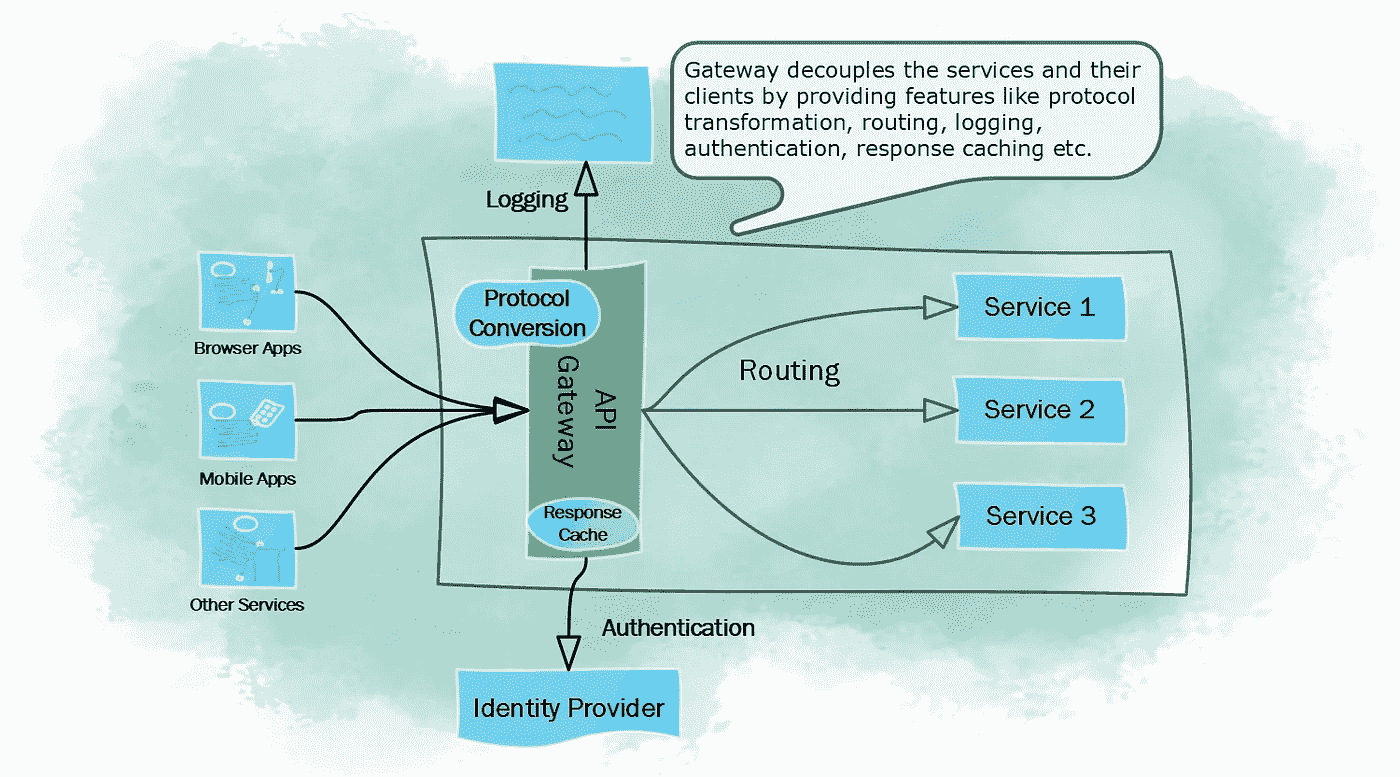 Gateway decouples the services and their
clients by providing features like protocol
transformation, routing, logging,
authentication, response caching etc.
Logging
Browser Apps
Mobile Apps
Other Services
Protocol
Conversion
API
Gateway
Response
Cache
Routing
Service 1
Service 2
Service 3
Authentication
Identity Provider